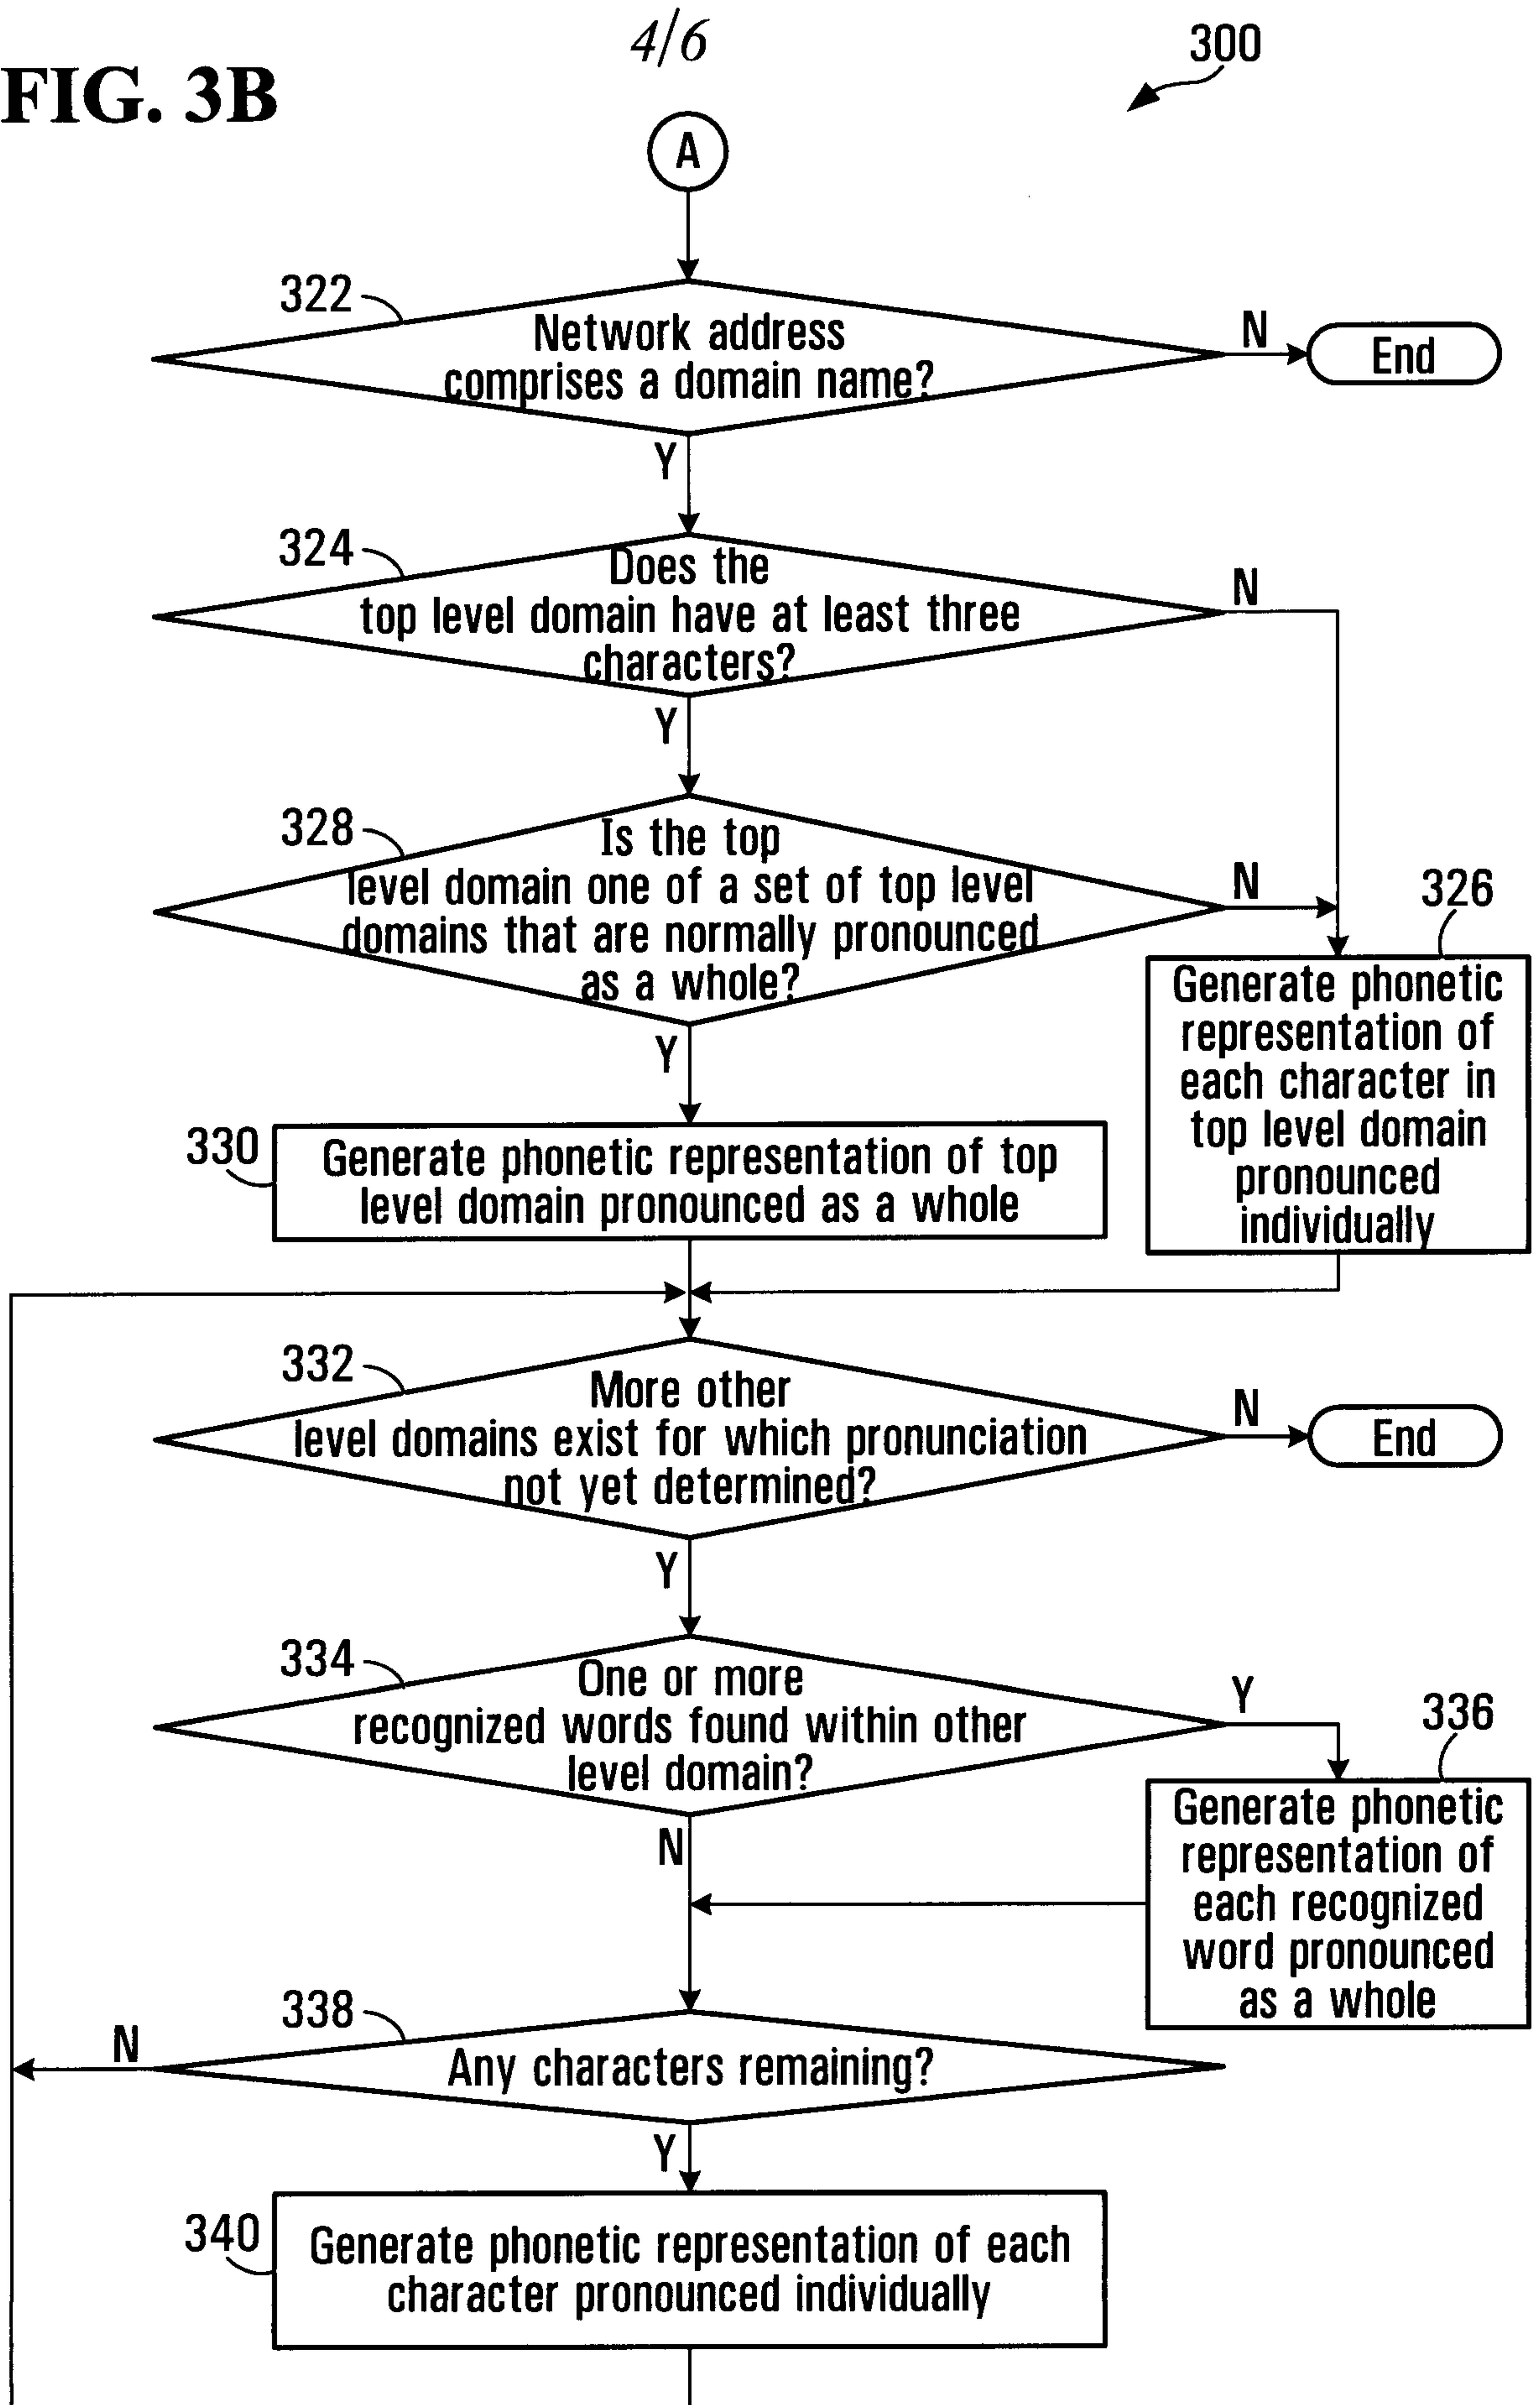 4/6
300
FIG. 3B
A
322
Network address
comprises a domain name?
N
End
Y
324
Does the
top level domain have at least three
characters?
N
Y
328
Is the top
level domain one of a set of top level
domains that are normally pronounced
as a whole?
N
326
Generate phonetic
representation of
each character in
top level domain
pronounced
individually
Y
330
Generate phonetic representation of top
level domain pronounced as a whole
332
More other
level domains exist for which pronunciation
not yet determined?
N
End
Y
334
One or more
recognized words found within other
level domain?
Y
336
Generate phonetic
representation of
each recognized
word pronounced
as a whole
N
338
Any characters remaining?
N
Y
340
Generate phonetic representation of each
character pronounced individually